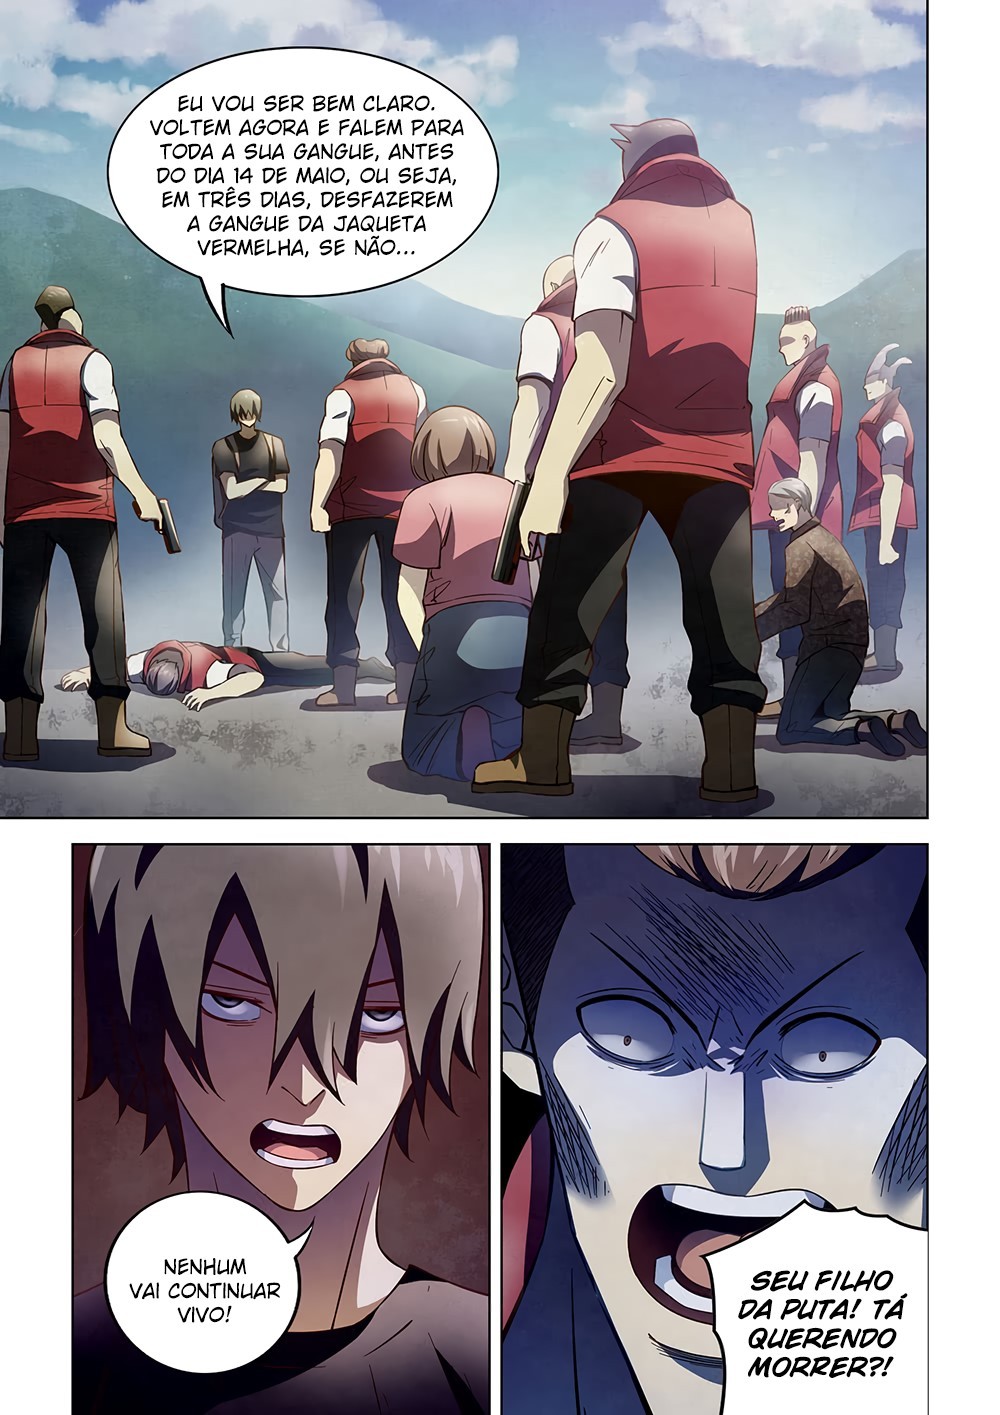 EU VOU SER BEM CLARO.
VOLTEM AGORA E FALEM PARA
TODA A SUA GANGUE, ANTES
DO DIA 14 DE MAIO, OU SEJA,
EM TRÊS DIAS, DESFAZEREM
A GANGUE DA JAQUETA
VERMELHA, SE NÃO...
NENHUM
VAI CONTINUAR
VIVO!
SEU FILHO
DA PUTA! TÁ
QUERENDO
MORRER?!